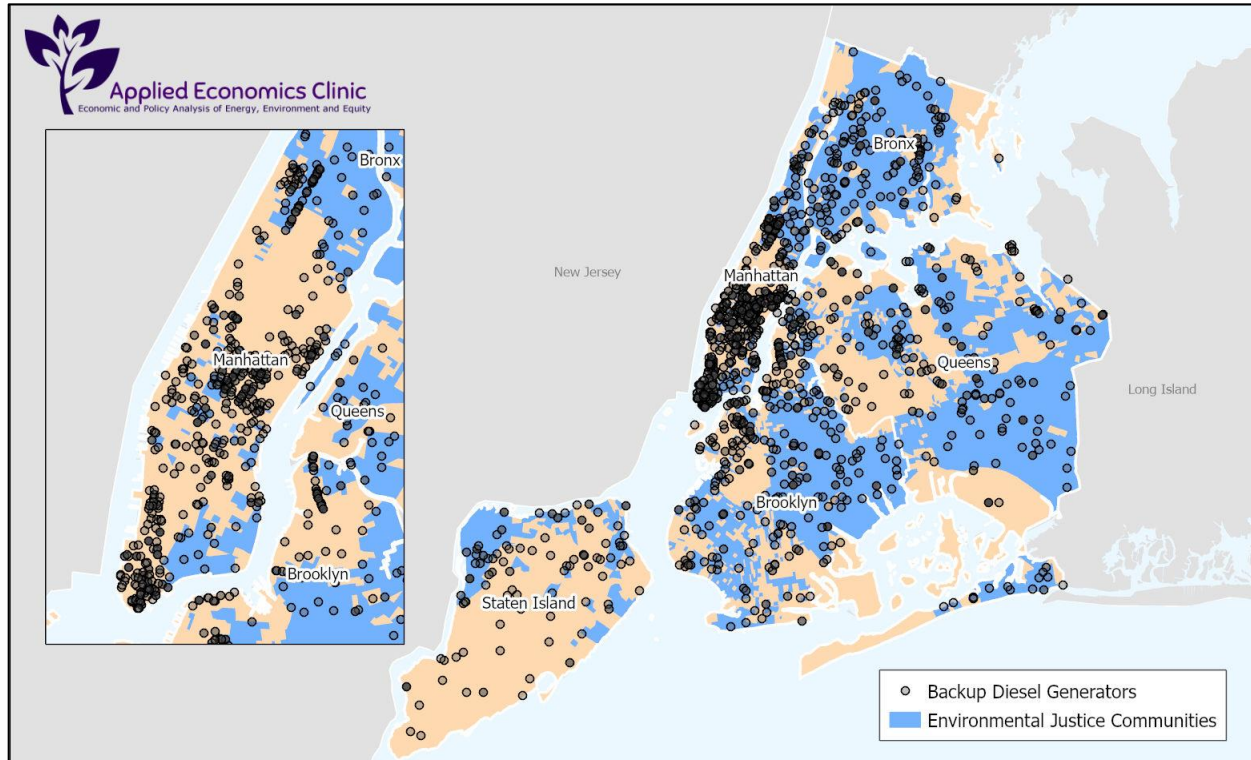 Applied Economics Clinic
Economic and Policy Analysis of Energy, Environment and Equity
Bronx
Manhattan
Queens
Brooklyn
New Jersey
Bronx
Manhattan
Queens
Long Island
Brooklyn
Staten Island
Backup Diesel Generators
Environmental Justice Communities